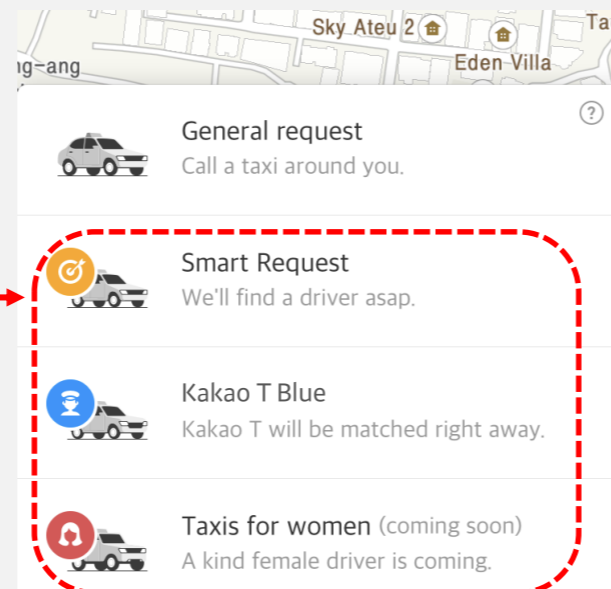 Sky Ateu 2
Ta
ng-ang
Eden Villa
?
General request
Call a taxi around you.
Smart Request
We'll find a driver asap.
Kakao T Blue
Kakao T will be matched right away.
Taxis for women (coming soon)
A kind female driver is coming.